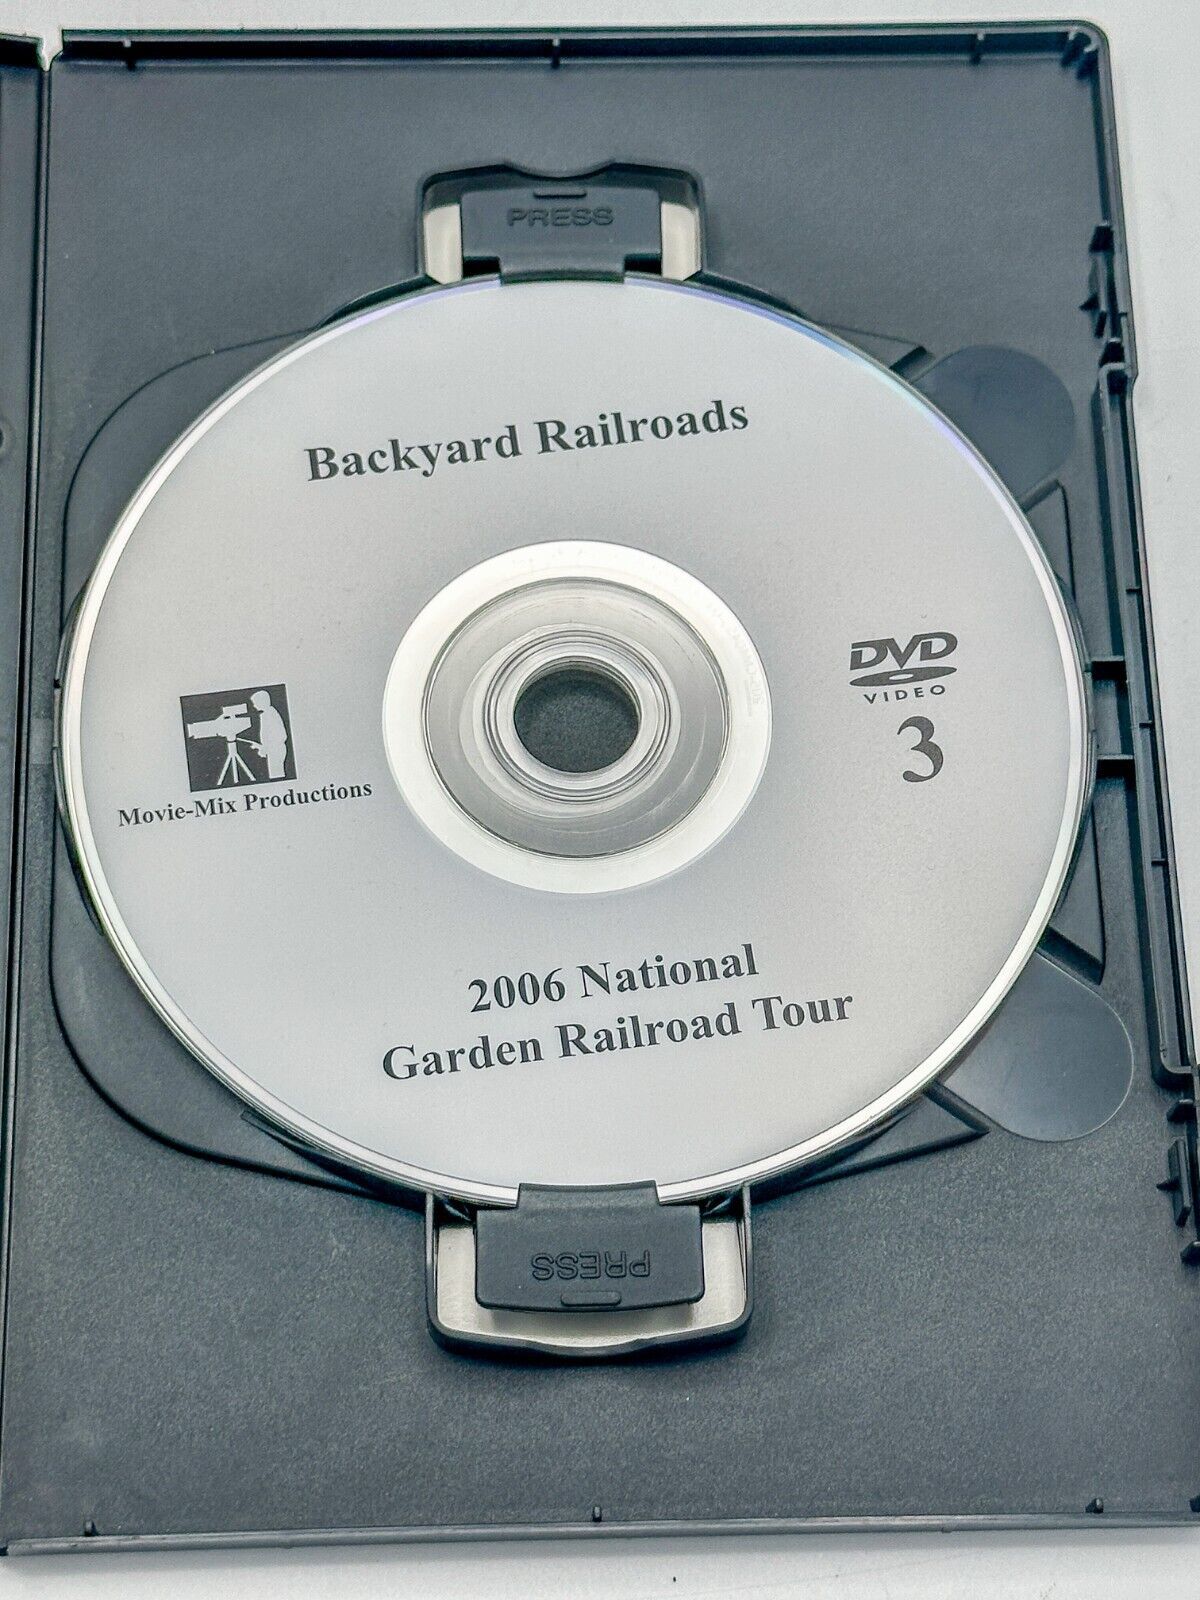 PRESS
Backyard Railroads
DVD
VIDEO
3
Movie-Mix Productions
2006 National
Garden Railroad Tour
PRESS